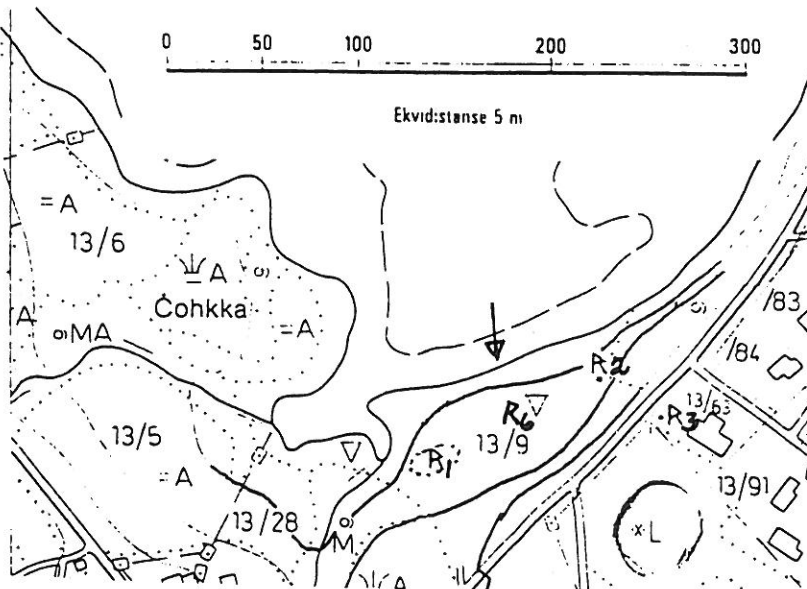 0 50 100 200 300
Ekvid:stanse 5 m
= A
13/6
A
Čohkka
= A
A
MA
/83
/84
R2
13/63
R3
R6
13/9
R1
13/5
= A
13/28
M
13/91
L
A